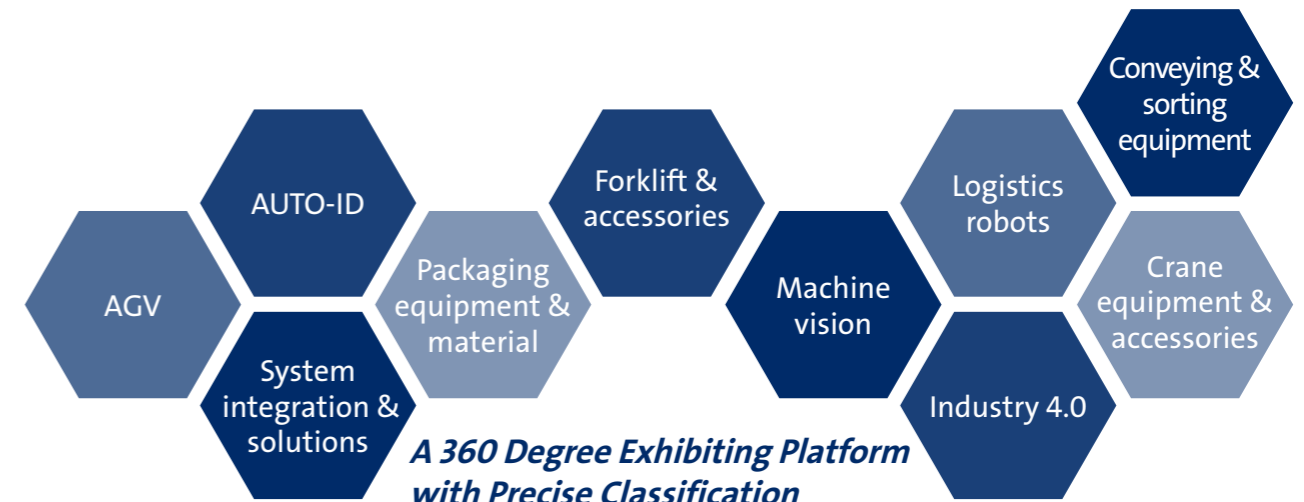 Conveying &
sorting
equipment
AUTO-ID
Forklift &
accessories
Logistics
robots
AGV
Packaging
equipment &
material
Machine
vision
Crane
equipment &
accessories
System
integration &
solutions
Industry 4.0
A 360 Degree Exhibiting Platform
with Precise Classification